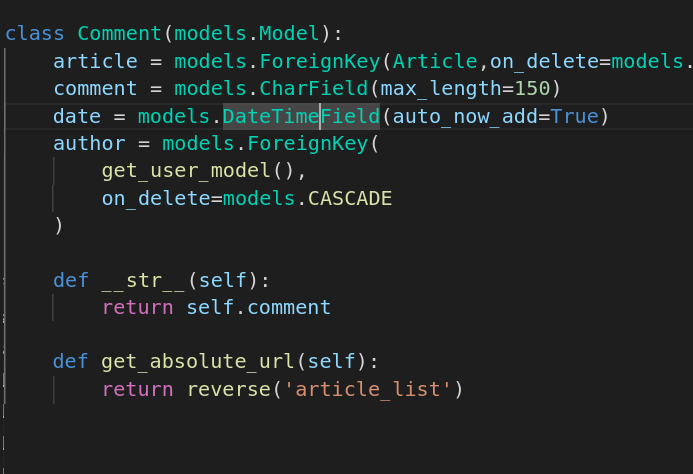 class Comment(models.Model):
    article = models.ForeignKey(Article,on_delete=models.
    comment = models.CharField(max_length=150)
    date = models.DateTimeField(auto_now_add=True)
    author = models.ForeignKey(
        get_user_model(),
        on_delete=models.CASCADE
    )
    def __str__(self):
        return self.comment
    def get_absolute_url(self):
        return reverse('article_list')